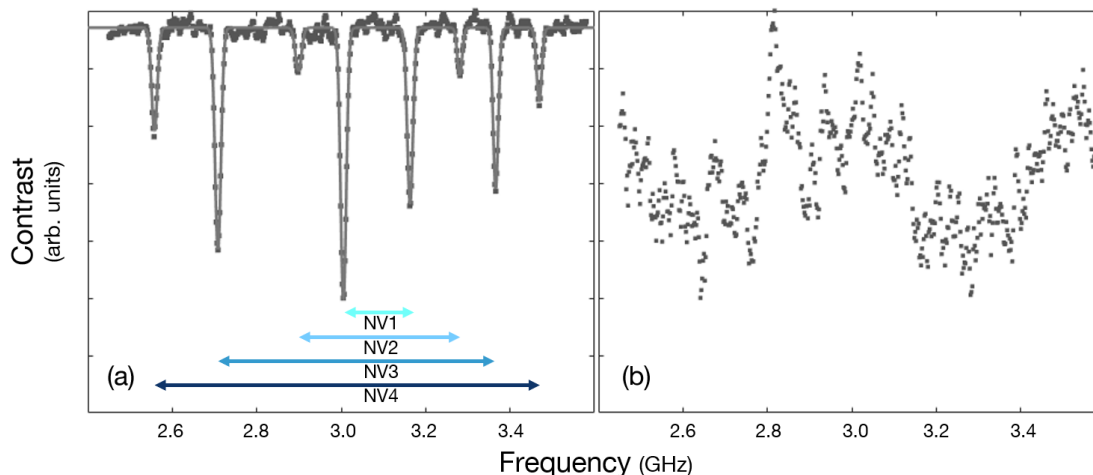 Contrast
(arb. units)
NV1
NV2
NV3
NV4
(a)
(b)
2.6
2.8
3.0
3.2
3.4
2.6
2.8
3.0
3.2
3.4
Frequency (GHz)